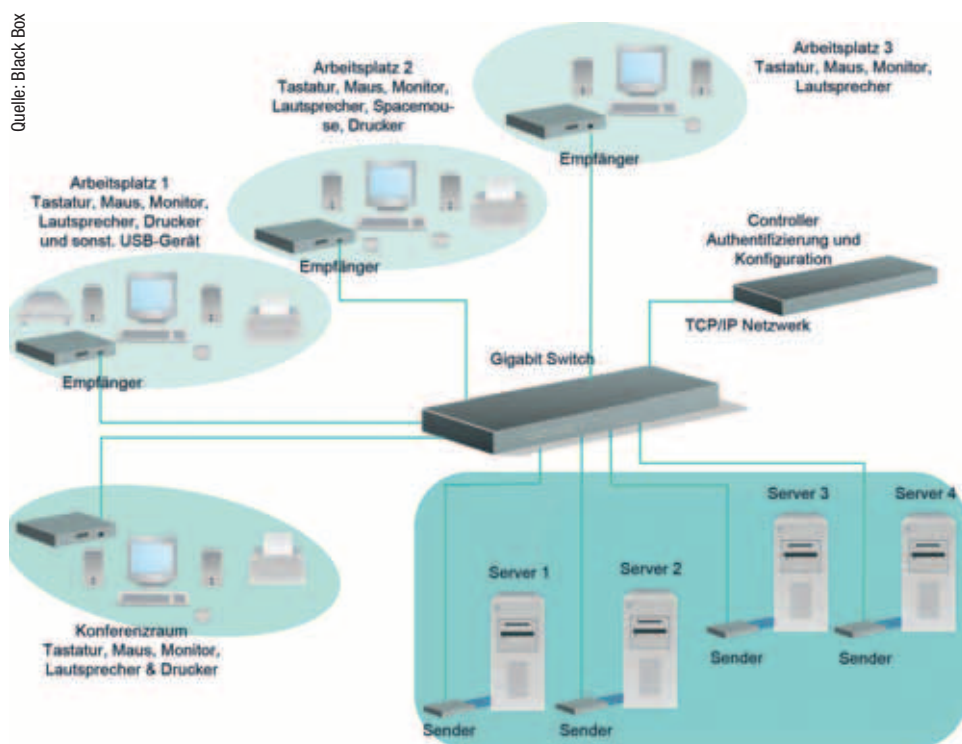 Quelle: Black Box
Arbeitsplatz 3
Tastatur, Maus, Monitor,
Lautsprecher
Empfänger
Arbeitsplatz 2
Tastatur, Maus, Monitor,
Lautsprecher, Spacemou-
se, Drucker
Empfänger
Arbeitsplatz 1
Tastatur, Maus, Monitor,
Lautsprecher, Drucker
und sonst. USB-Gerät
Empfänger
Controller
Authentifizierung und
Konfiguration
TCP/IP Netzwerk
Gigabit Switch
Konferenzraum
Tastatur, Maus, Monitor,
Lautsprecher & Drucker
Server 1
Sender
Server 2
Sender
Server 3
Sender
Server 4
Sender